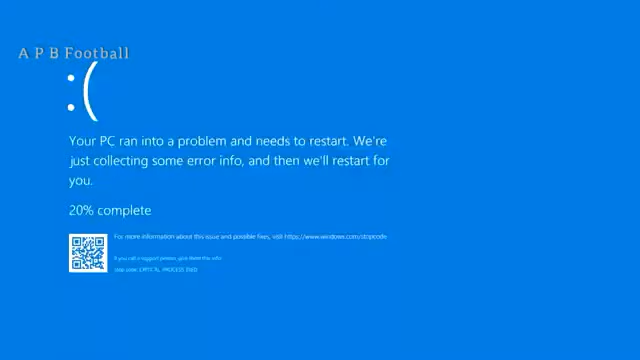 A P B Football
:(
Your PC ran into a problem and needs to restart. We're
just collecting some error info, and then we'll restart for
you.
20% complete
For more information about this issue and possible fixes, visit https://www.windows.com/stopcode
If you call a support person, give them this info:
Stop code: CRITICAL PROCESS DIED